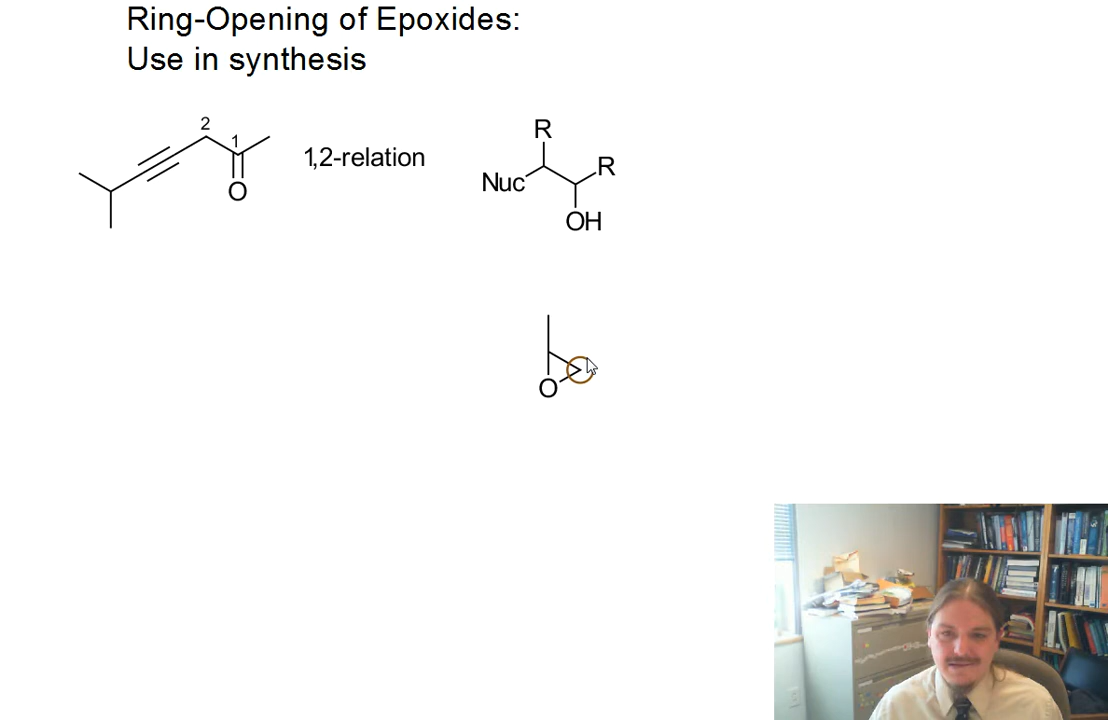 Ring-Opening of Epoxides:
Use in synthesis
2
1
O
1,2-relation
R
R
Nuc
OH
O